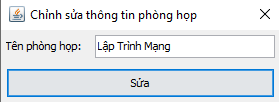 Chỉnh sửa thông tin phòng họp
Tên phòng họp: Lập Trình Mạng
Sửa